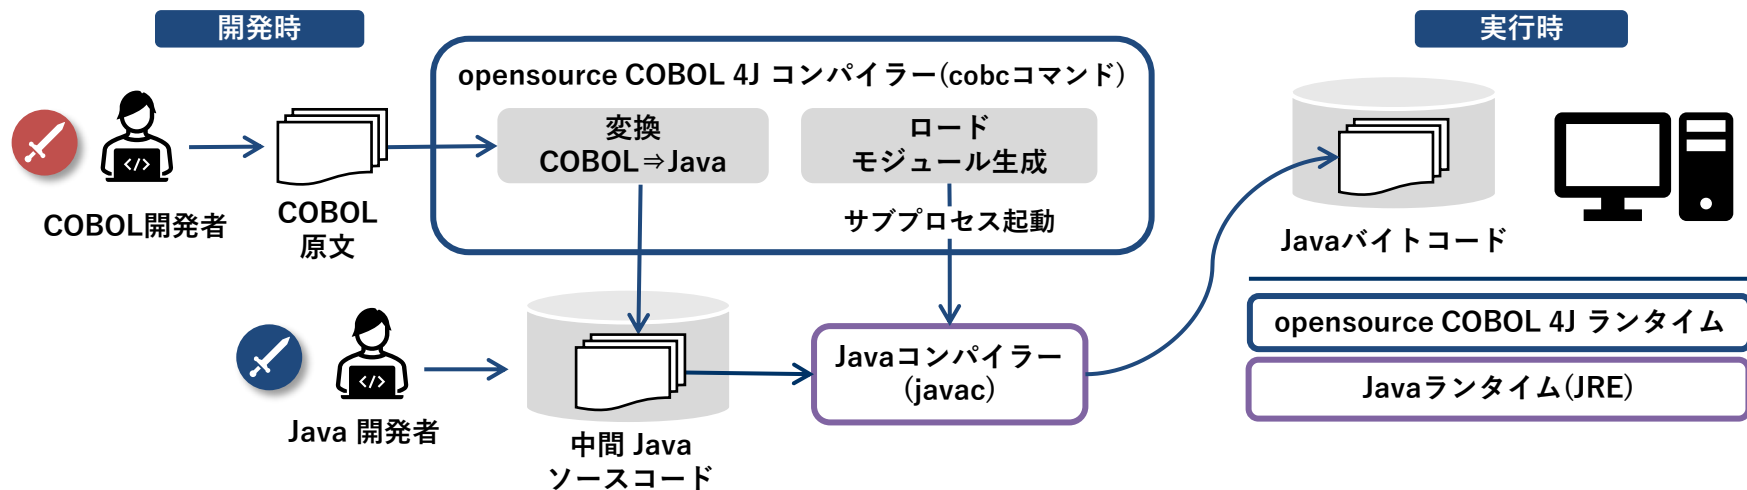 開発時
実行時
opensource COBOL 4J コンパイラー(cobcコマンド)
変換
COBOL⇒Java
ロード
モジュール生成
サブプロセス起動
</>
COBOL開発者
COBOL
原文
Javaバイトコード
opensource COBOL 4J ランタイム
Javaランタイム(JRE)
</>
Java 開発者
中間 Java
ソースコード
Javaコンパイラー
(javac)